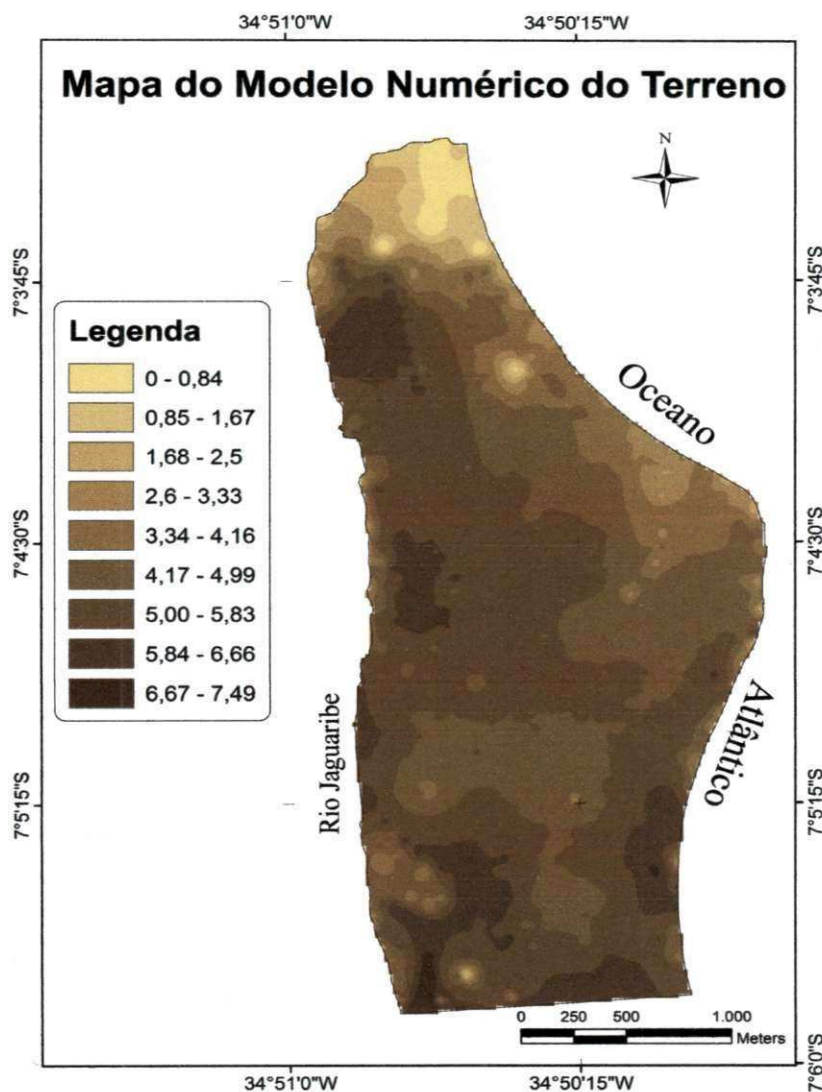 34°51'0"W 34°50'15"W
Mapa do Modelo Numérico do Terreno
N
7°3'45"S 7°3'45"S
Legenda
0 - 0,84
0,85 - 1,67
1,68 - 2,5
2,6 - 3,33
3,34 - 4,16
4,17 - 4,99
5,00 - 5,83
5,84 - 6,66
6,67 - 7,49
Oceano
7°4'30"S 7°4'30"S
Atlântico
Rio Jaguaribe
7°5'15"S 7°5'15"S
0 250 500 1.000
Meters
34°51'0"W 34°50'15"W
7°6'0"S